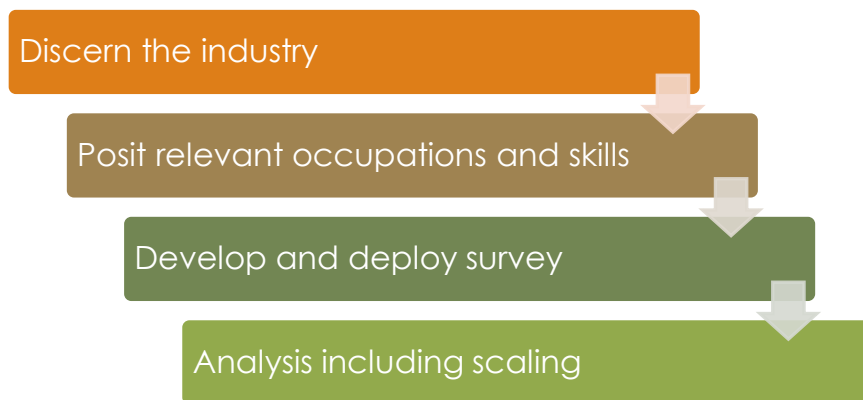 Discern the industry
Posit relevant occupations and skills
Develop and deploy survey
Analysis including scaling